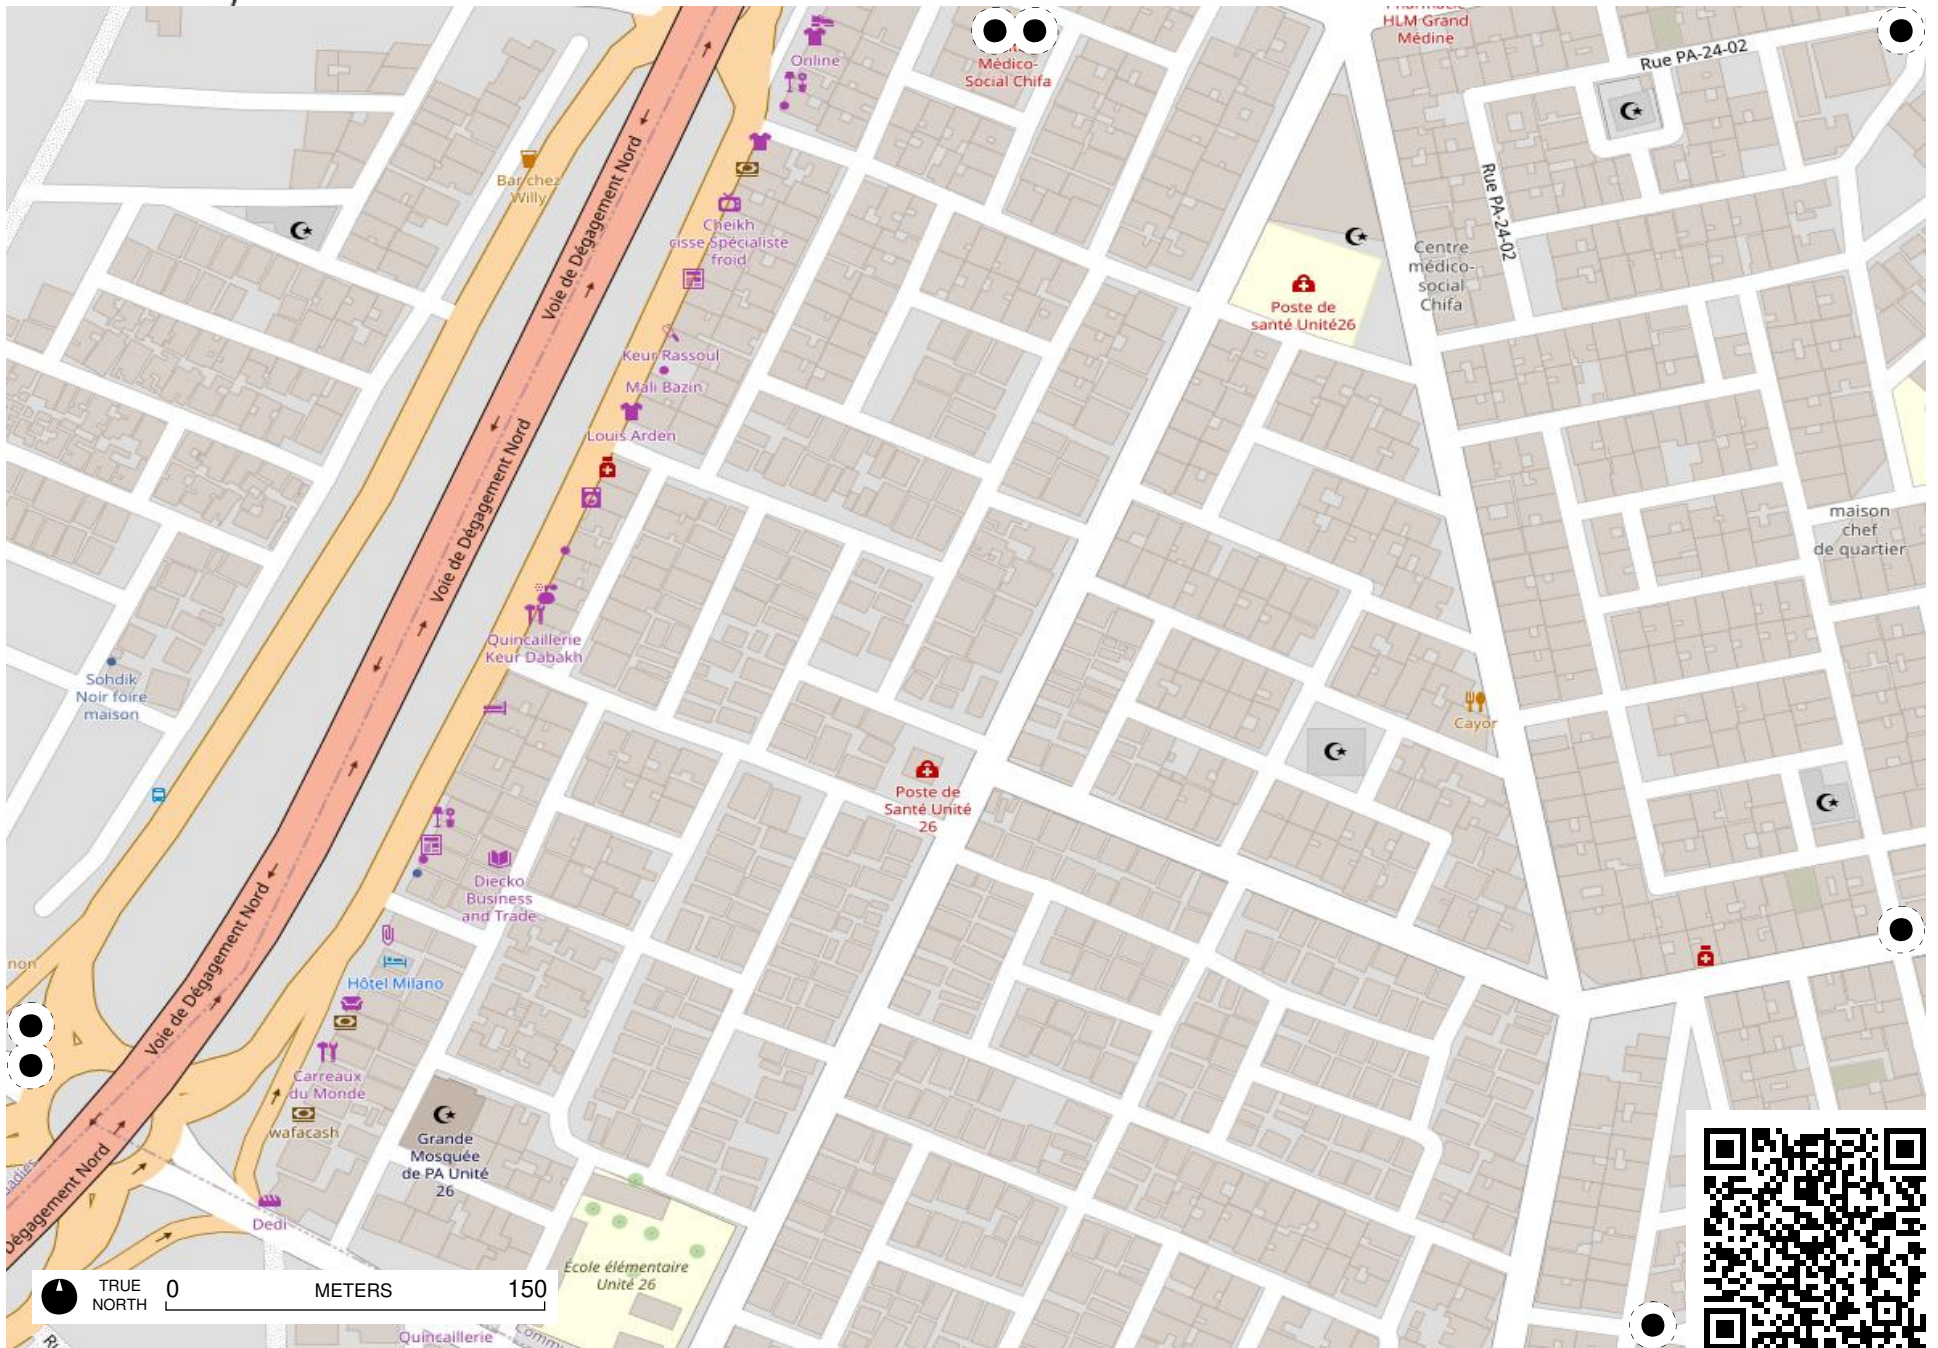 Online
Médico-
Social Chifa
HLM Grand
Médine
Rue PA-24-02
Voie de Dégagement Nord
Bar chez
Willy
Cheikh
cisse Spécialiste
froid
Rue PA-24-02
Centre
médico-
social
Chifa
Poste de
santé Unité26
Keur Rassoul
Mali Bazin
Louis Arden
Voie de Dégagement Nord
maison
chef
de quartier
Quincaillerie
Keur Dabakh
Sohdik
Noir foire
maison
Cayor
Poste de
Santé Unité
26
Diecko
Business
and Trade
Voie de Dégagement Nord
non
Hôtel Milano
Carreaux
du Monde
wafacash
Grande
Mosquée
de PA Unité
26
Dégagement Nord
Dedi
École élémentaire
Unité 26
TRUE
NORTH
0 METERS 150
Quincaillerie